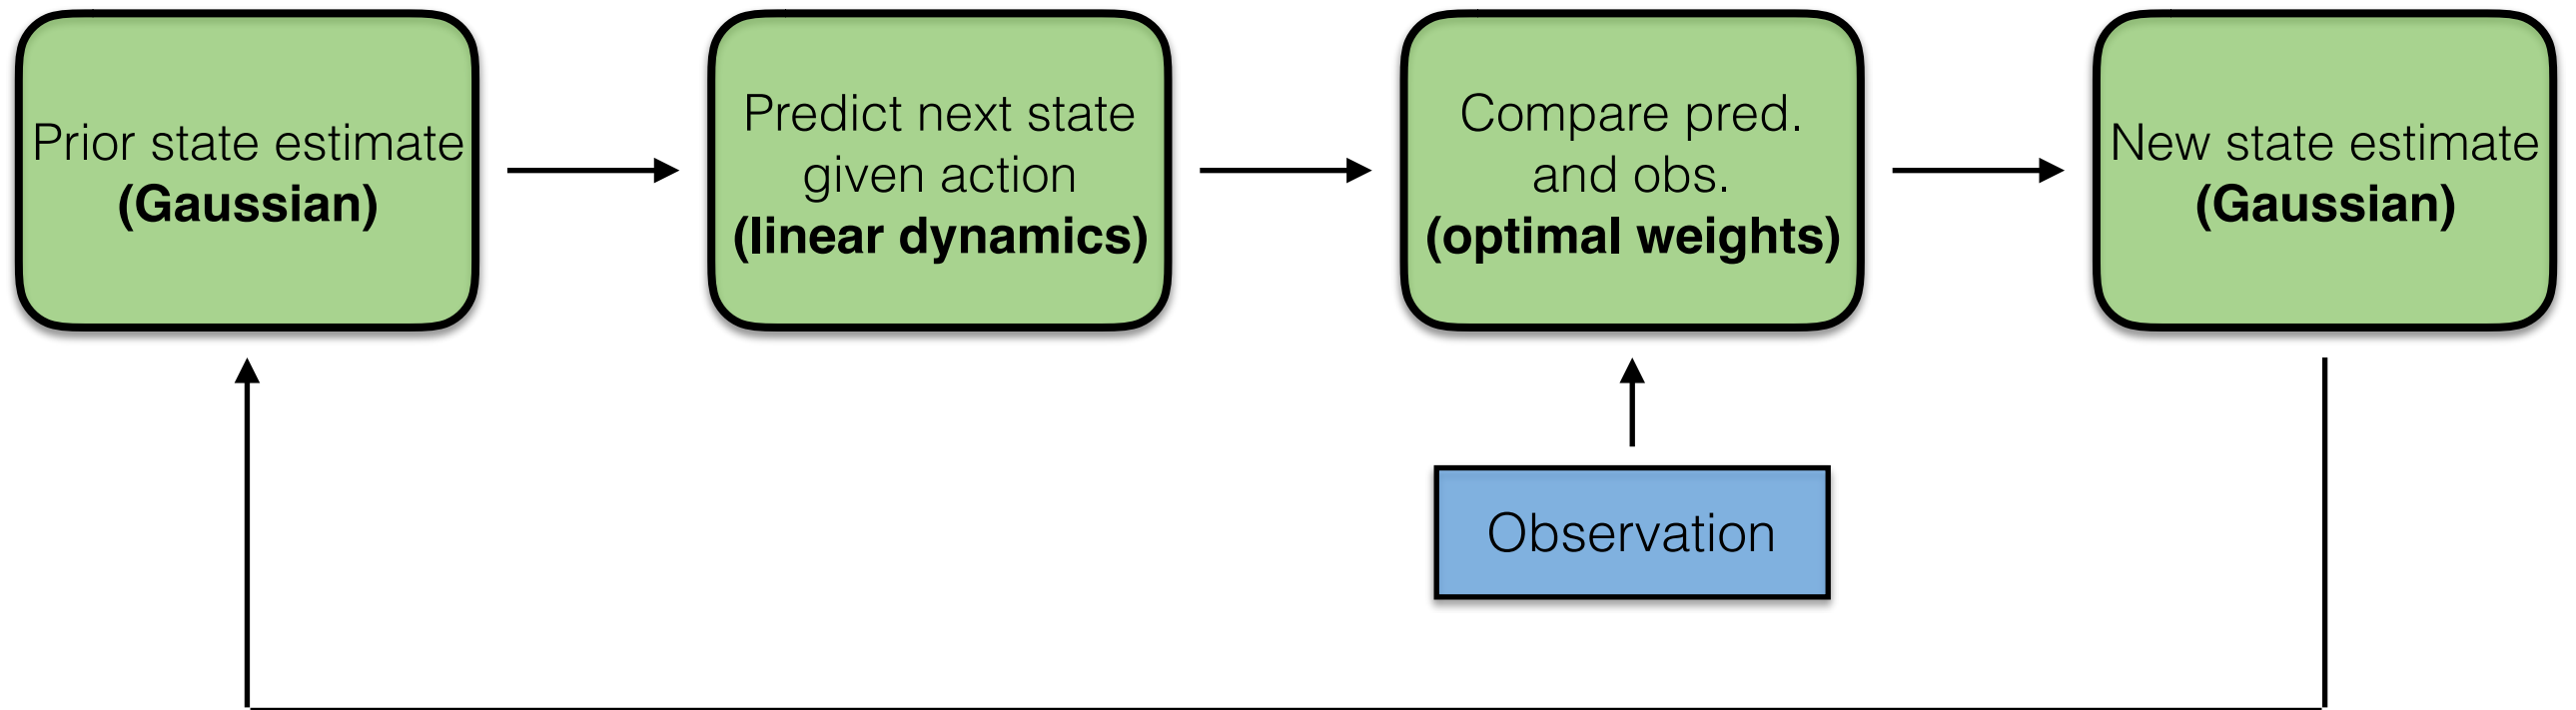 Prior state estimate
(Gaussian)
Predict next state
given action
(linear dynamics)
Compare pred.
and obs.
(optimal weights)
New state estimate
(Gaussian)
Observation